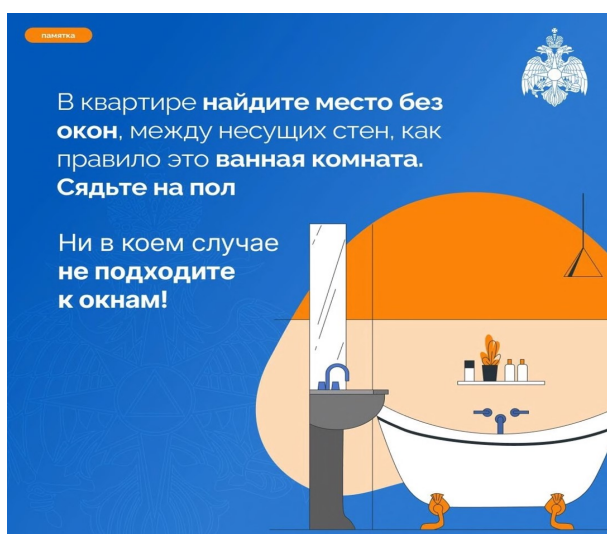 памятка
В квартире найдите место без
окон, между несущих стен, как
правило это ванная комната.
Сядьте на пол
Ни в коем случае
не подходите
к окнам!